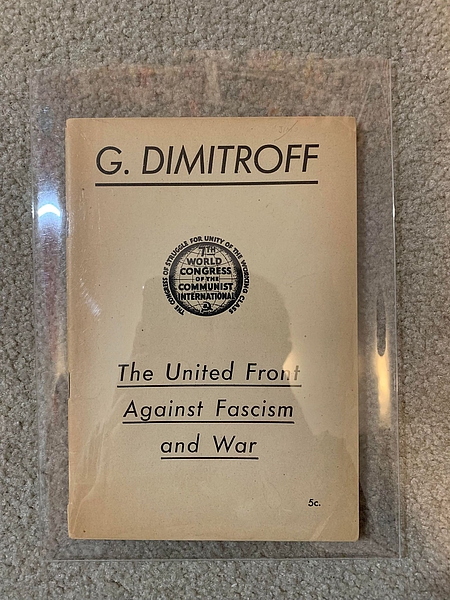 G. DIMITROFF
THE CONGRESS OF STRUGGLE FOR UNITY OF THE WORKING CLASS
7TH
WORLD
CONGRESS
OF THE
COMMUNIST
INTERNATIONAL
The United Front
Against Fascism
and War
5c.